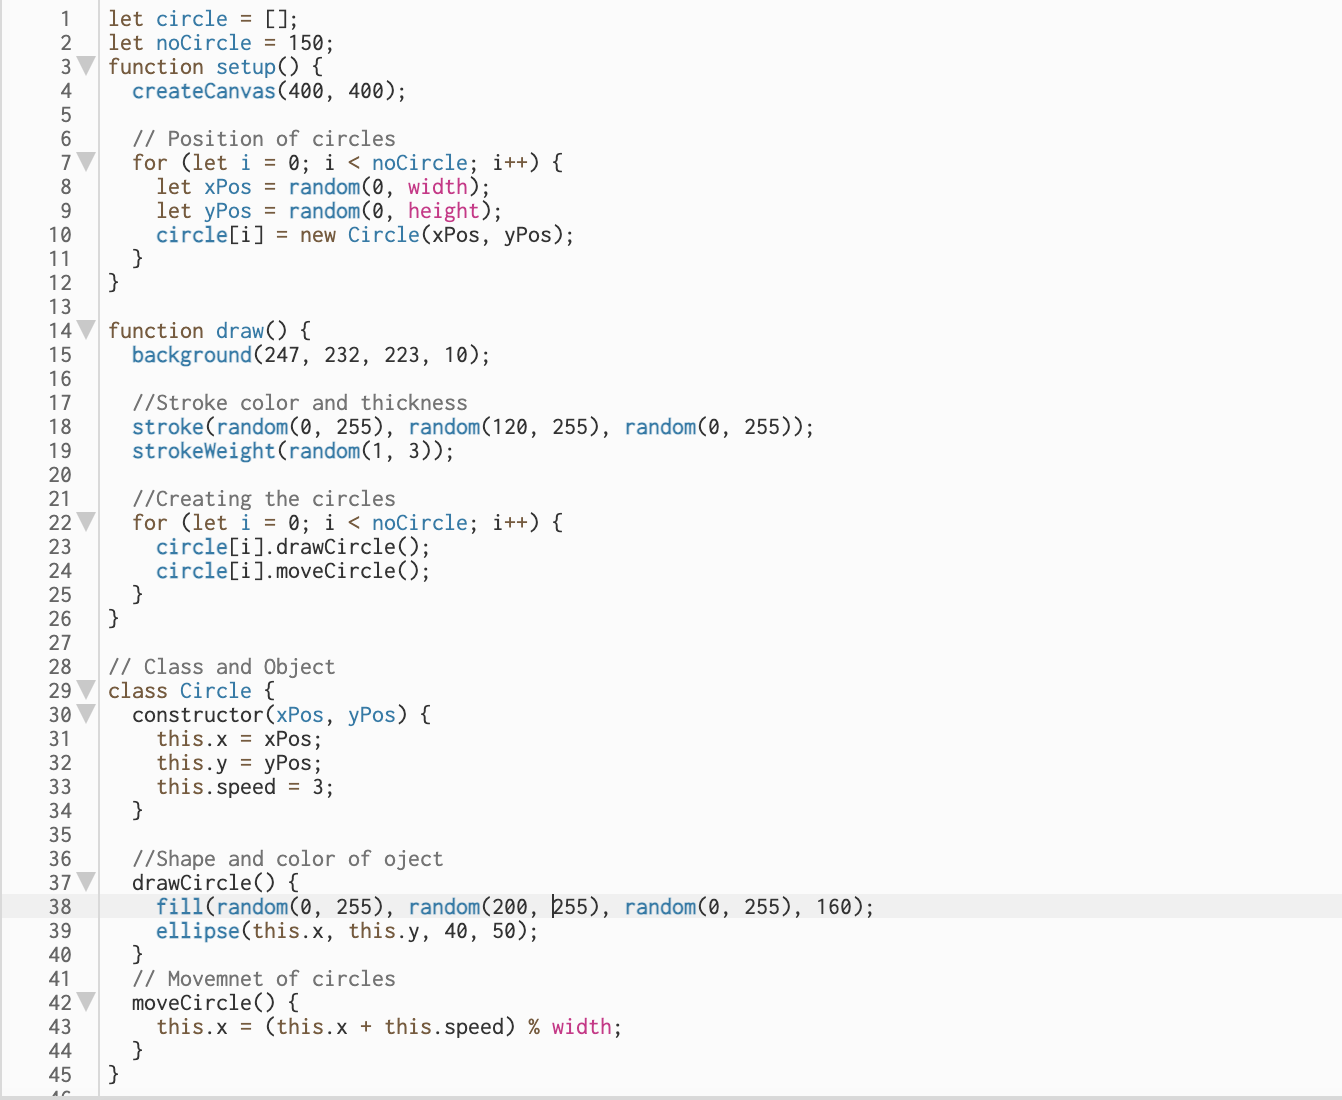 1 let circle = [];
2 let noCircle = 150;
3 function setup() {
4   createCanvas(400, 400);
5
6   // Position of circles
7   for (let i = 0; i < noCircle; i++) {
8     let xPos = random(0, width);
9     let yPos = random(0, height);
10     circle[i] = new Circle(xPos, yPos);
11   }
12 }
13
14 function draw() {
15   background(247, 232, 223, 10);
16
17   //Stroke color and thickness
18   stroke(random(0, 255), random(120, 255), random(0, 255));
19   strokeWeight(random(1, 3));
20
21   //Creating the circles
22   for (let i = 0; i < noCircle; i++) {
23     circle[i].drawCircle();
24     circle[i].moveCircle();
25   }
26 }
27
28 // Class and Object
29 class Circle {
30   constructor(xPos, yPos) {
31     this.x = xPos;
32     this.y = yPos;
33     this.speed = 3;
34   }
35
36   //Shape and color of oject
37   drawCircle() {
38     fill(random(0, 255), random(200, 255), random(0, 255), 160);
39     ellipse(this.x, this.y, 40, 50);
40   }
41   // Movemnet of circles
42   moveCircle() {
43     this.x = (this.x + this.speed) % width;
44   }
45 }